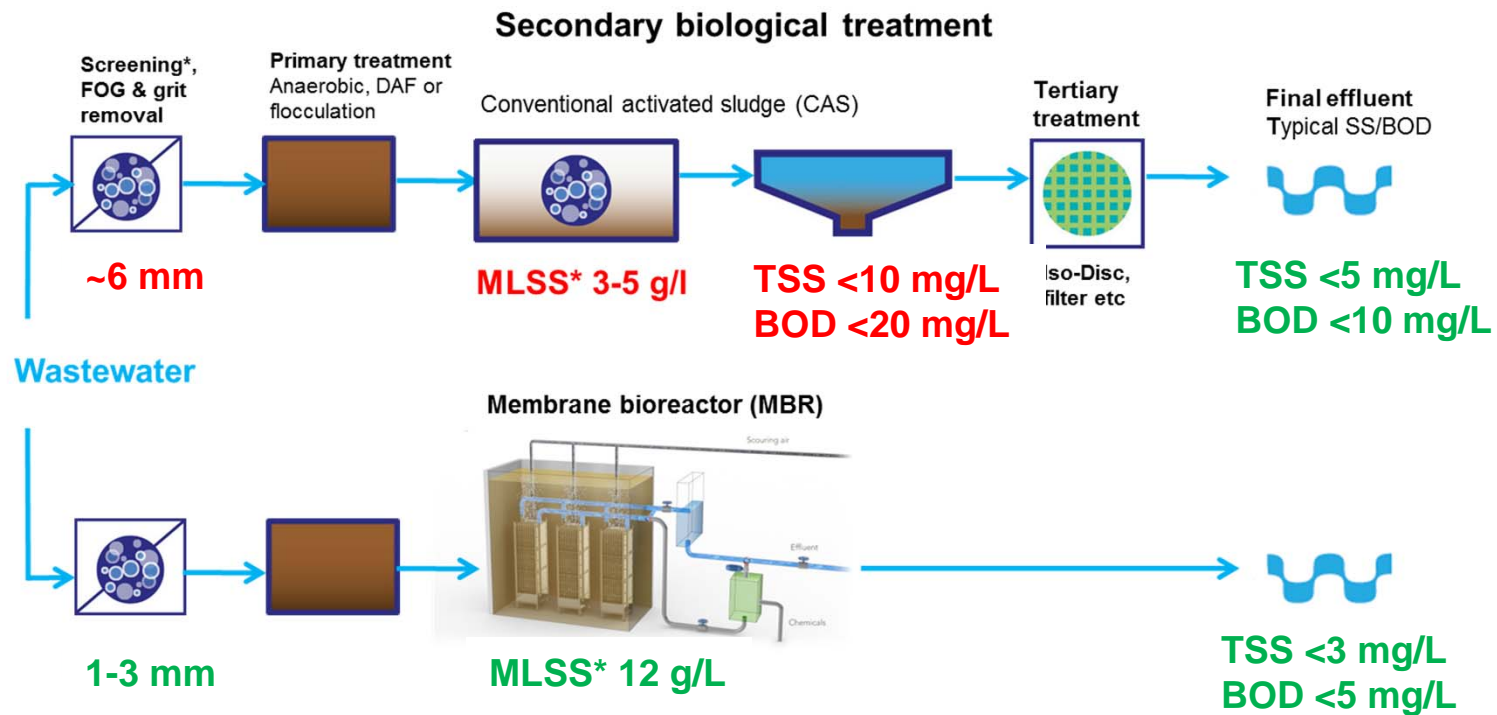 Secondary biological treatment
Screening*,
FOG & grit
removal
Primary treatment
Anaerobic, DAF or
flocculation
Conventional activated sludge (CAS)
Tertiary
treatment
Final effluent
Typical SS/BOD
~6 mm
MLSS* 3-5 g/l
TSS <10 mg/L
BOD <20 mg/L
Iso-Disc,
filter etc
TSS <5 mg/L
BOD <10 mg/L
Wastewater
Membrane bioreactor (MBR)
Scouring air
Effluent
Chemicals
1-3 mm
MLSS* 12 g/L
TSS <3 mg/L
BOD <5 mg/L